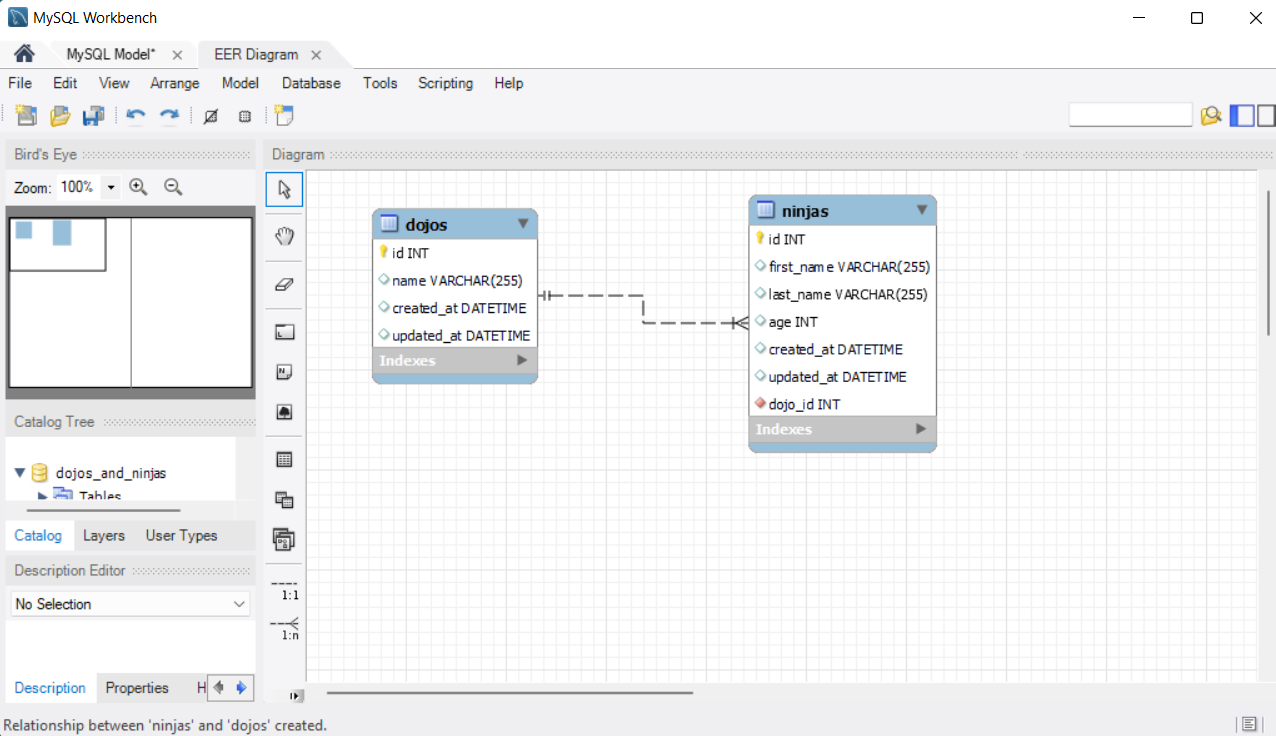 MySQL Workbench
MySQL Model* EER Diagram
File Edit View Arrange Model Database Tools Scripting Help
Bird's Eye
Zoom: 100%
Diagram
dojos
id INT
name VARCHAR(255)
created_at DATETIME
updated_at DATETIME
Indexes
ninjas
id INT
first_name VARCHAR(255)
last_name VARCHAR(255)
age INT
created_at DATETIME
updated_at DATETIME
dojo_id INT
Indexes
Catalog Tree
dojos_and_ninjas
Tables
Catalog Layers User Types
Description Editor
No Selection
Description Properties H
1:1
1:n
Relationship between 'ninjas' and 'dojos' created.